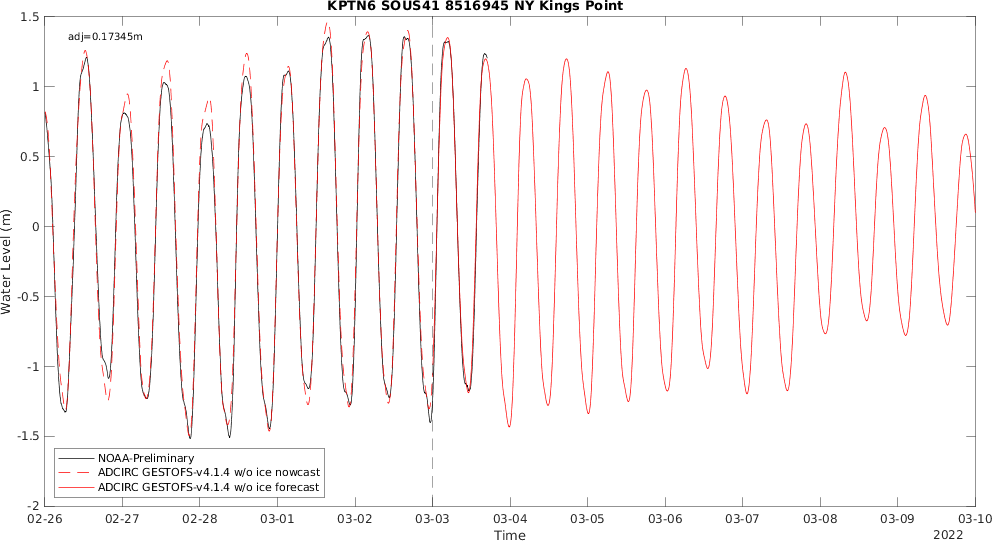 KPTN6 SOUS41 8516945 NY Kings Point
adj=0.17345m
1.5
1
0.5
0
-0.5
-1
-1.5
-2
Water Level (m)
NOAA-Preliminary
ADCIRC GESTOFS-v4.1.4 w/o ice nowcast
ADCIRC GESTOFS-v4.1.4 w/o ice forecast
02-26 02-27 02-28 03-01 03-02 03-03 03-04 03-05 03-06 03-07 03-08 03-09 03-10
Time
2022